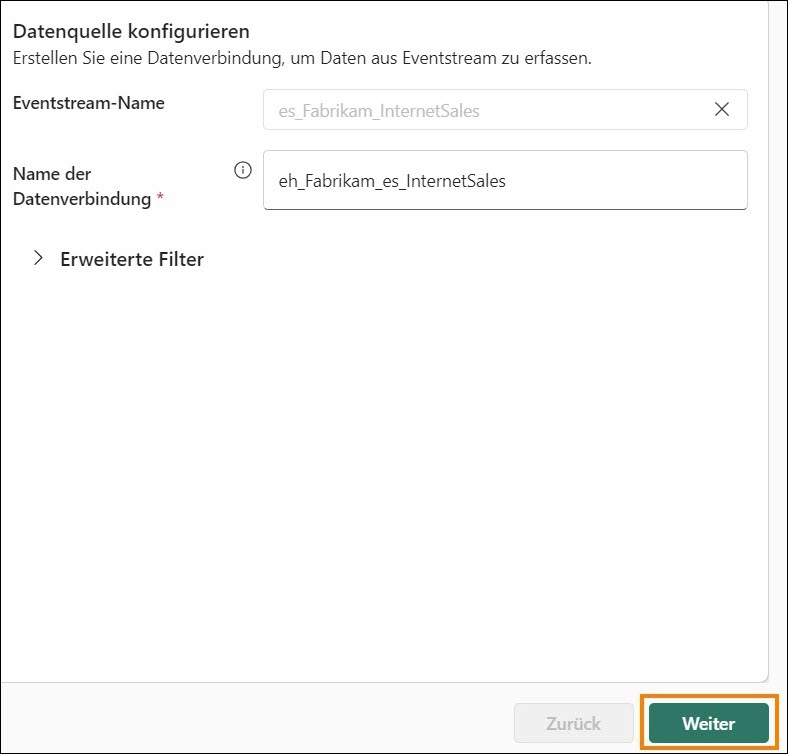 Datenquelle konfigurieren
Erstellen Sie eine Datenverbindung, um Daten aus Eventstream zu erfassen.
Eventstream-Name
es_Fabrikam_InternetSales
Name der
Datenverbindung *
eh_Fabrikam_es_InternetSales
Erweiterte Filter
Zurück
Weiter